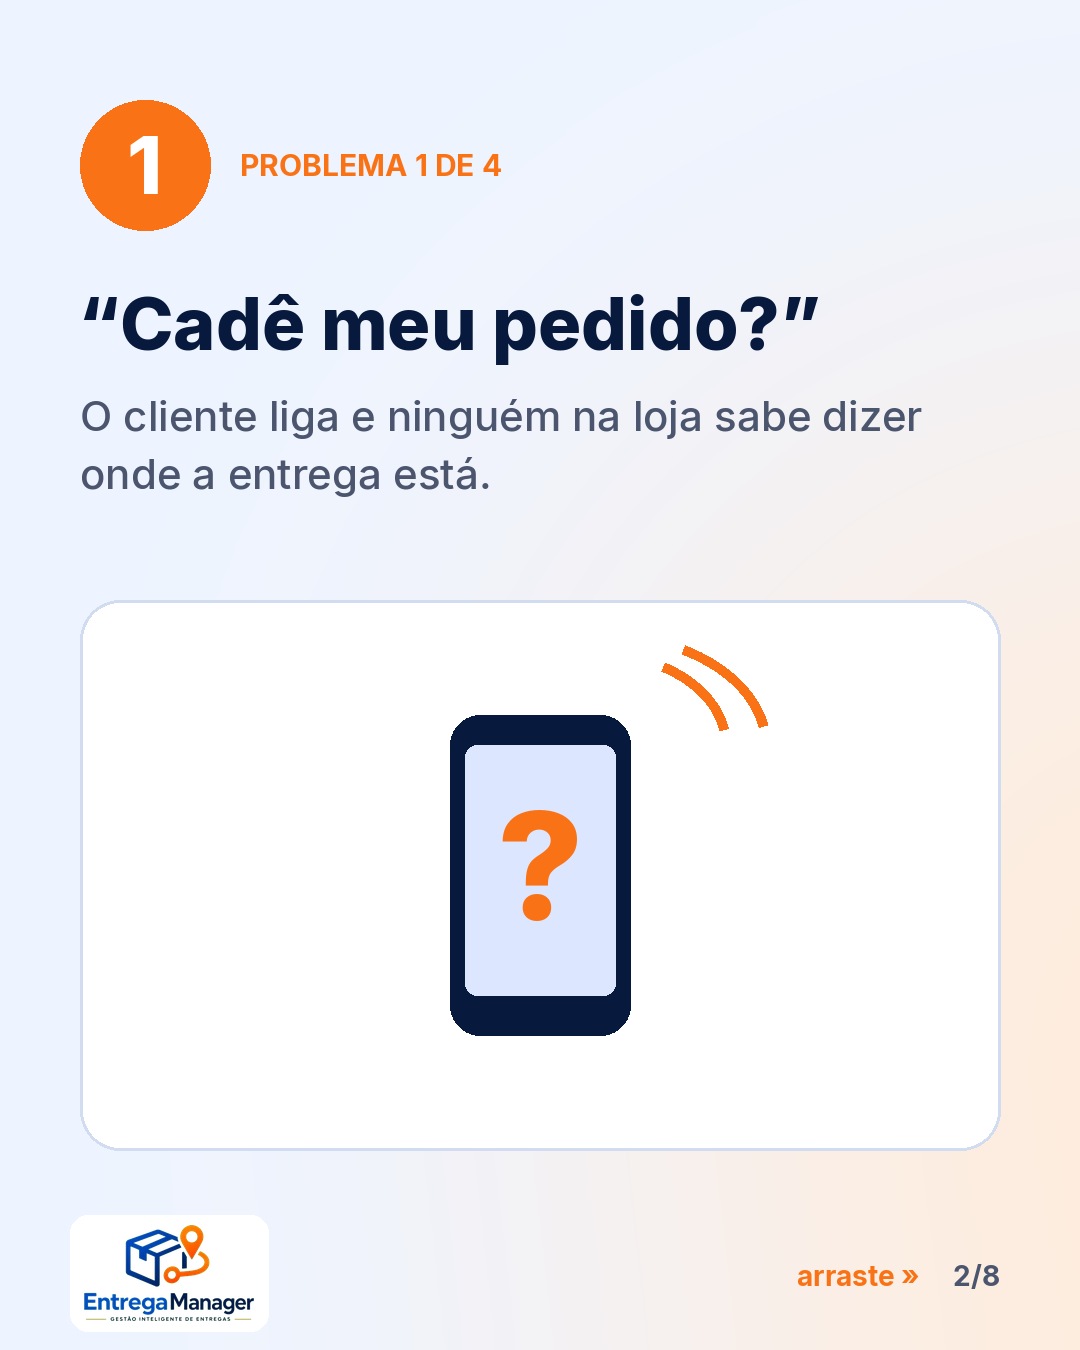 1
PROBLEMA 1 DE 4
“Cadê meu pedido?”
O cliente liga e ninguém na loja sabe dizer
onde a entrega está.
?
EntregaManager
GESTÃO INTELIGENTE DE ENTREGAS
arraste »
2/8